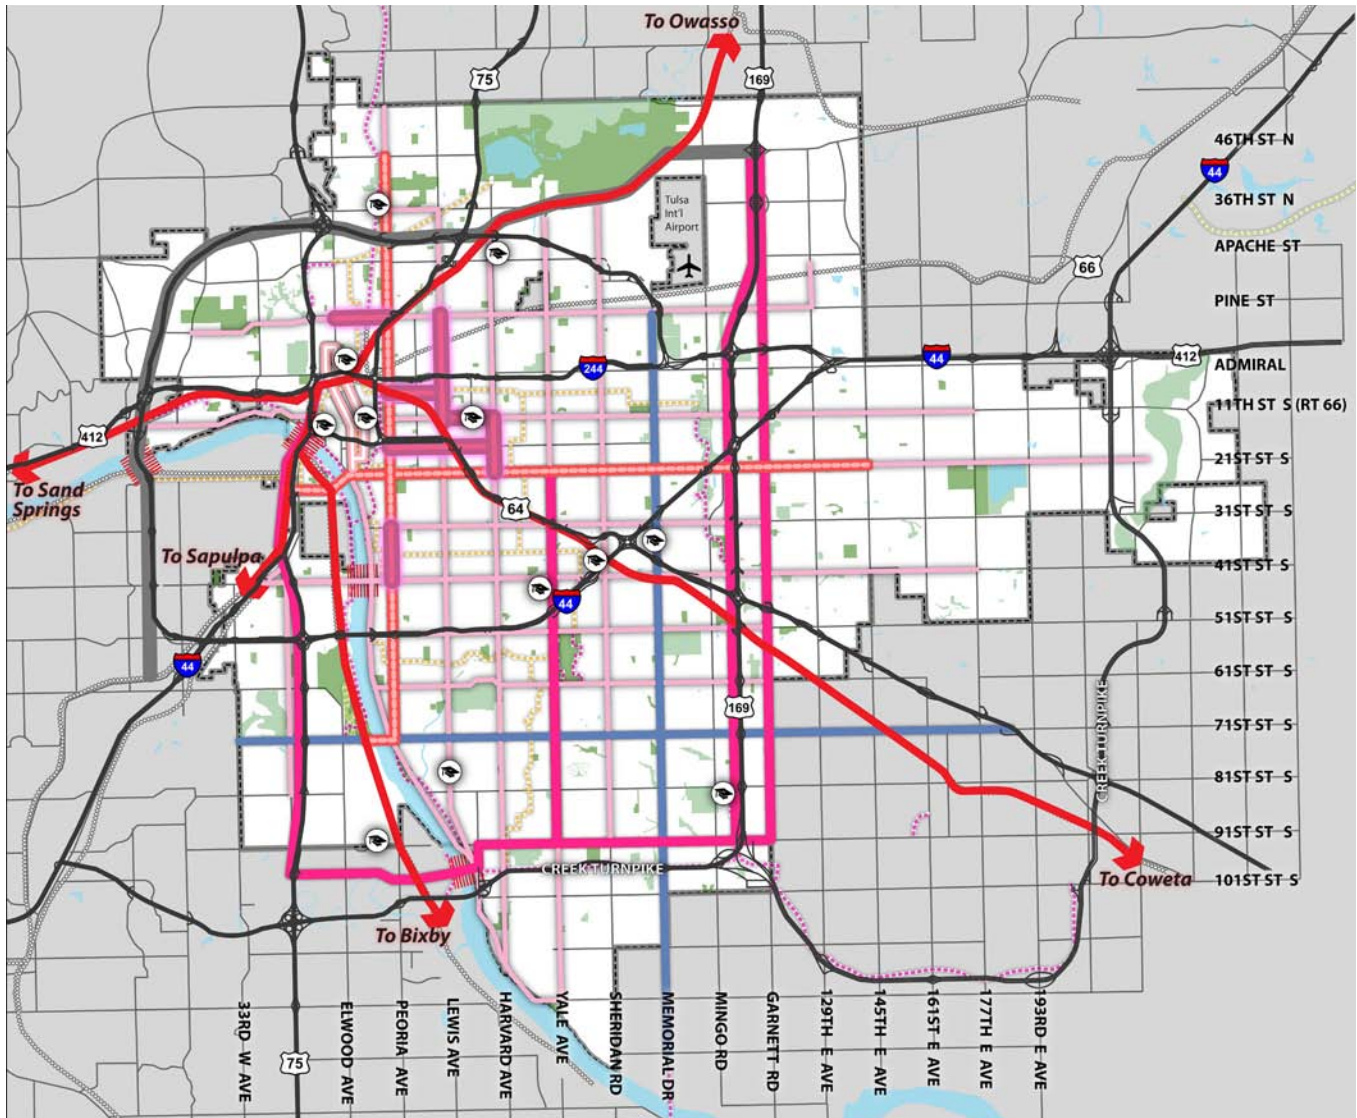 To Owasso
75
169
46TH ST N
44
36TH ST N
Tulsa
Int'l
Airport
APACHE ST
66
PINE ST
44
412
244
ADMIRAL
11TH ST S (RT 66)
412
21ST ST S
To Sand
Springs
64
31ST ST S
To Sapulpa
41ST ST S
44
51ST ST S
44
61ST ST S
CREEK TURNPIKE
169
71ST ST S
81ST ST S
91ST ST S
CREEK TURNPIKE
To Coweta
101ST ST S
To Bixby
33RD W AVE
ELWOOD AVE
PEORIA AVE
LEWIS AVE
HARVARD AVE
YALE AVE
SHERIDAN RD
MEMORIAL DR
MINGO RD
GARNETT RD
129TH E AVE
145TH E AVE
161ST E AVE
177TH E AVE
193RD E AVE
75